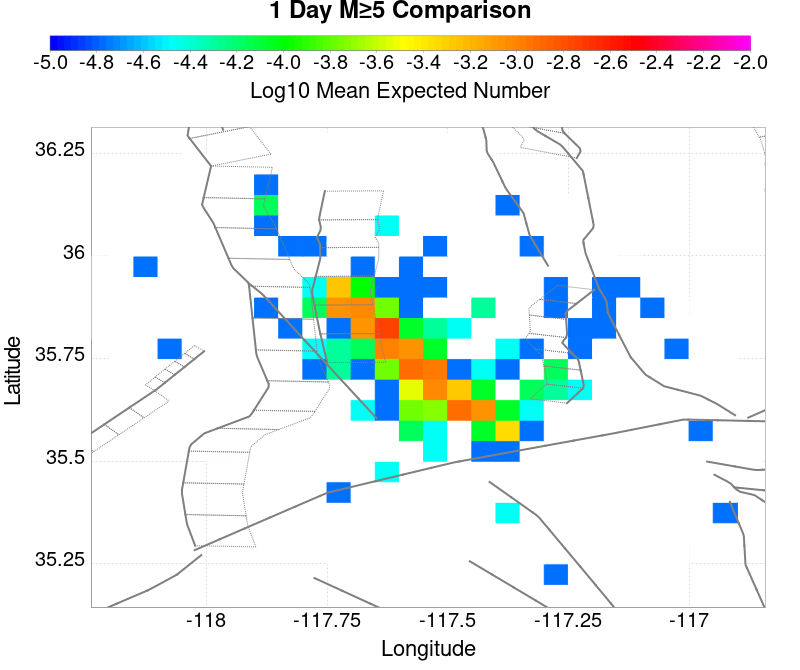 1 Day M≥5 Comparison
-5.0 -4.8 -4.6 -4.4 -4.2 -4.0 -3.8 -3.6 -3.4 -3.2 -3.0 -2.8 -2.6 -2.4 -2.2 -2.0
Log10 Mean Expected Number
36.25
36
35.75
35.5
35.25
Latitude
-118 -117.75 -117.5 -117.25 -117
Longitude